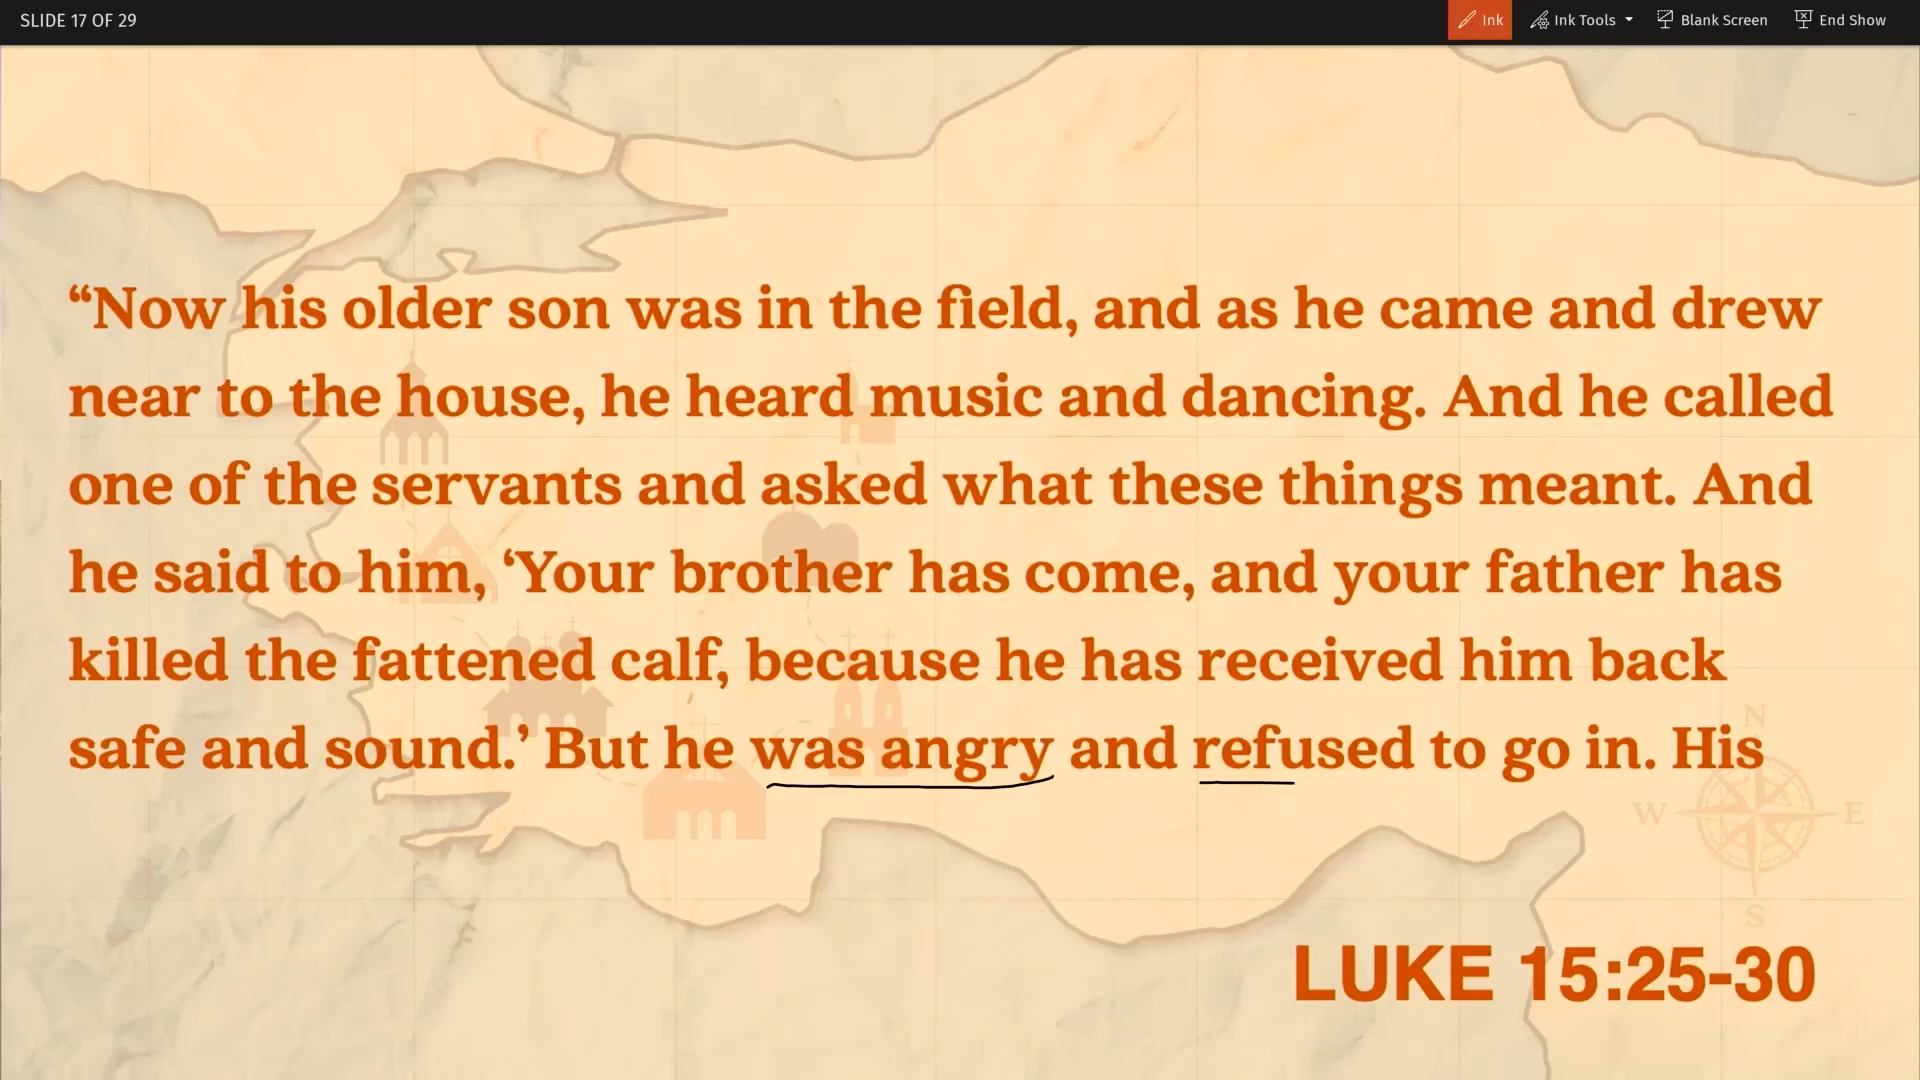 SLIDE 17 OF 29
Ink
Ink Tools
Blank Screen
End Show
“Now his older son was in the field, and as he came and drew
near to the house, he heard music and dancing. And he called
one of the servants and asked what these things meant. And
he said to him, ‘Your brother has come, and your father has
killed the fattened calf, because he has received him back
safe and sound.’ But he was angry and refused to go in. His
N
W
E
S
LUKE 15:25-30